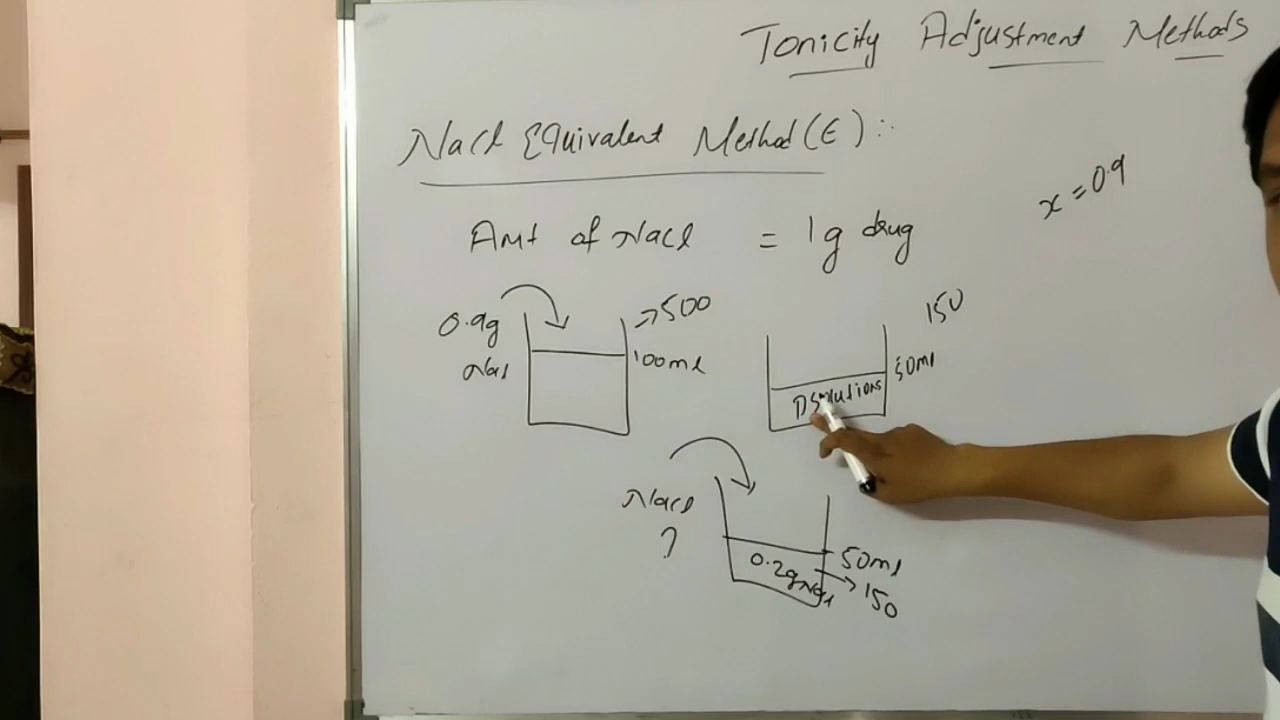 Tonicity Adjustment Methods
NaCl Equivalent Method (E) :
x = 0.9
Amt of NaCl = 1g drug
0.9g
NaCl
→500
100ml
150
50ml
D solutions
NaCl
?
0.2g NaCl
50ml
→150